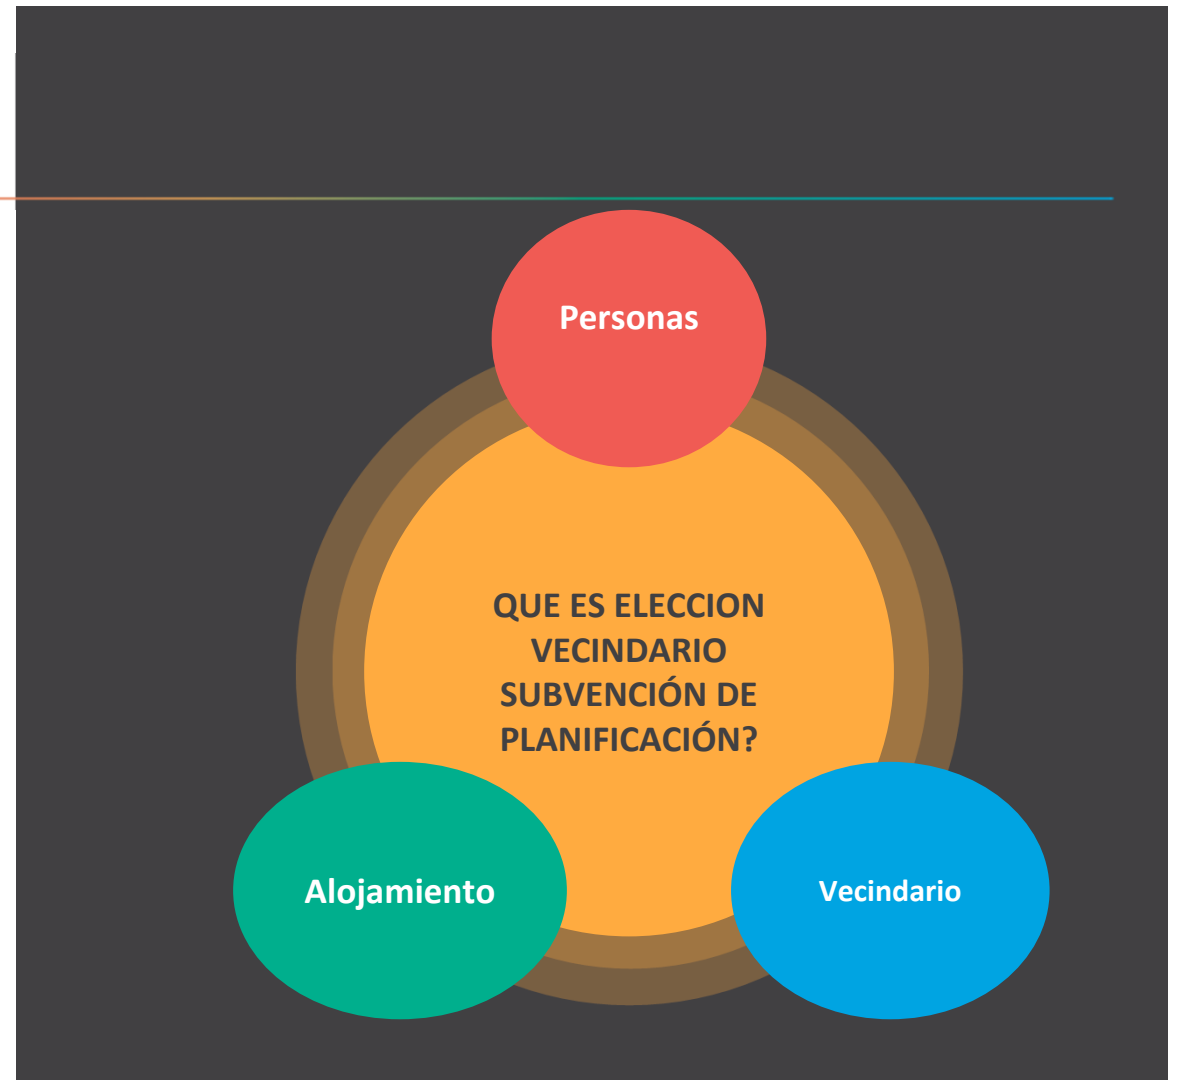 Personas
QUE ES ELECCION
VECINDARIO
SUBVENCIÓN DE
PLANIFICACIÓN?
Alojamiento
Vecindario